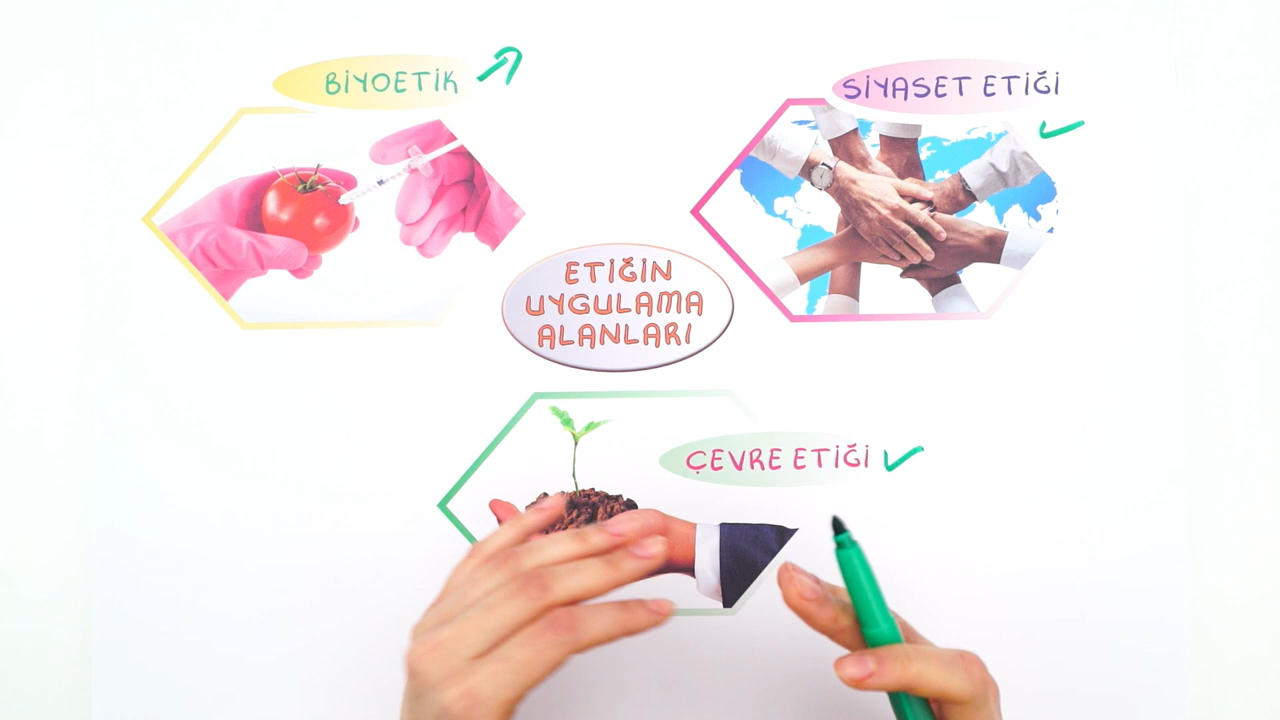 BİYOETİK
SİYASET ETİĞİ
ETİĞİN
UYGULAMA
ALANLARI
ÇEVRE ETİĞİ